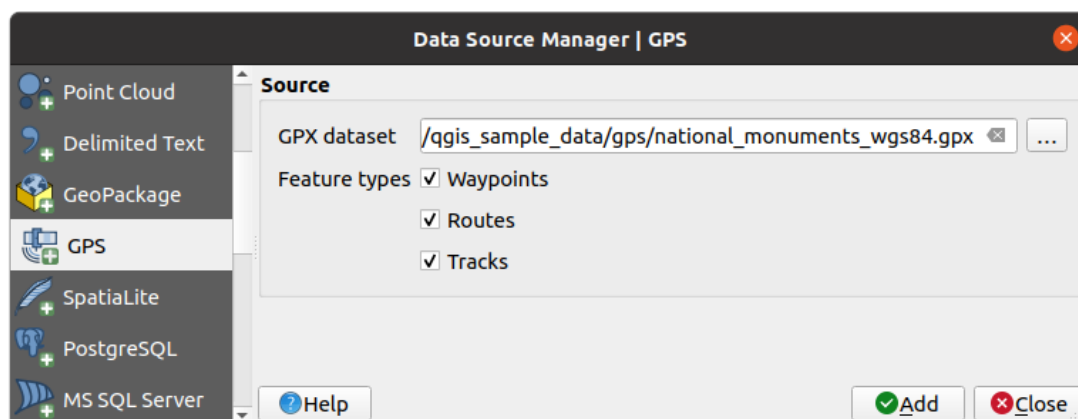 Data Source Manager | GPS
Point Cloud
Delimited Text
GeoPackage
GPS
SpatiaLite
PostgreSQL
MS SQL Server
Source
GPX dataset /qgis_sample_data/gps/national_monuments_wgs84.gpx ...
Feature types Waypoints
Routes
Tracks
Help Add Close